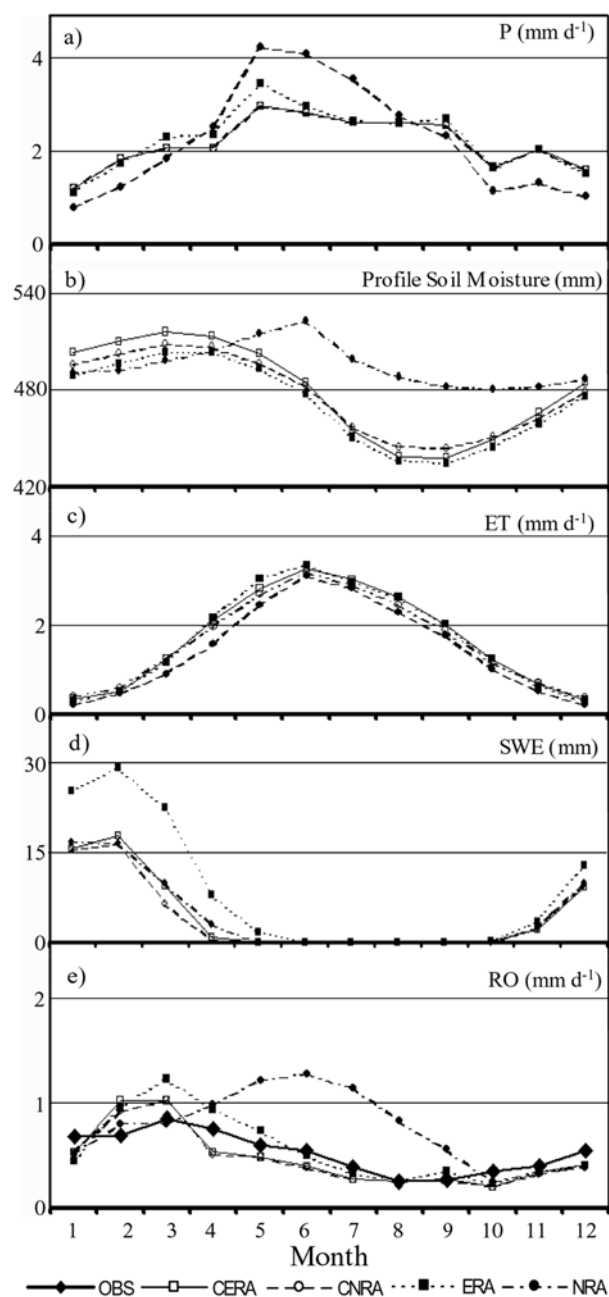 a) P (mm d⁻¹)
4
2
0
b) Profile Soil Moisture (mm)
540
480
420
c) ET (mm d⁻¹)
4
2
0
d) SWE (mm)
30
15
0
e) RO (mm d⁻¹)
2
1
0
1 2 3 4 5 6 7 8 9 10 11 12
Month
OBS CERA CNRA ERA NRA